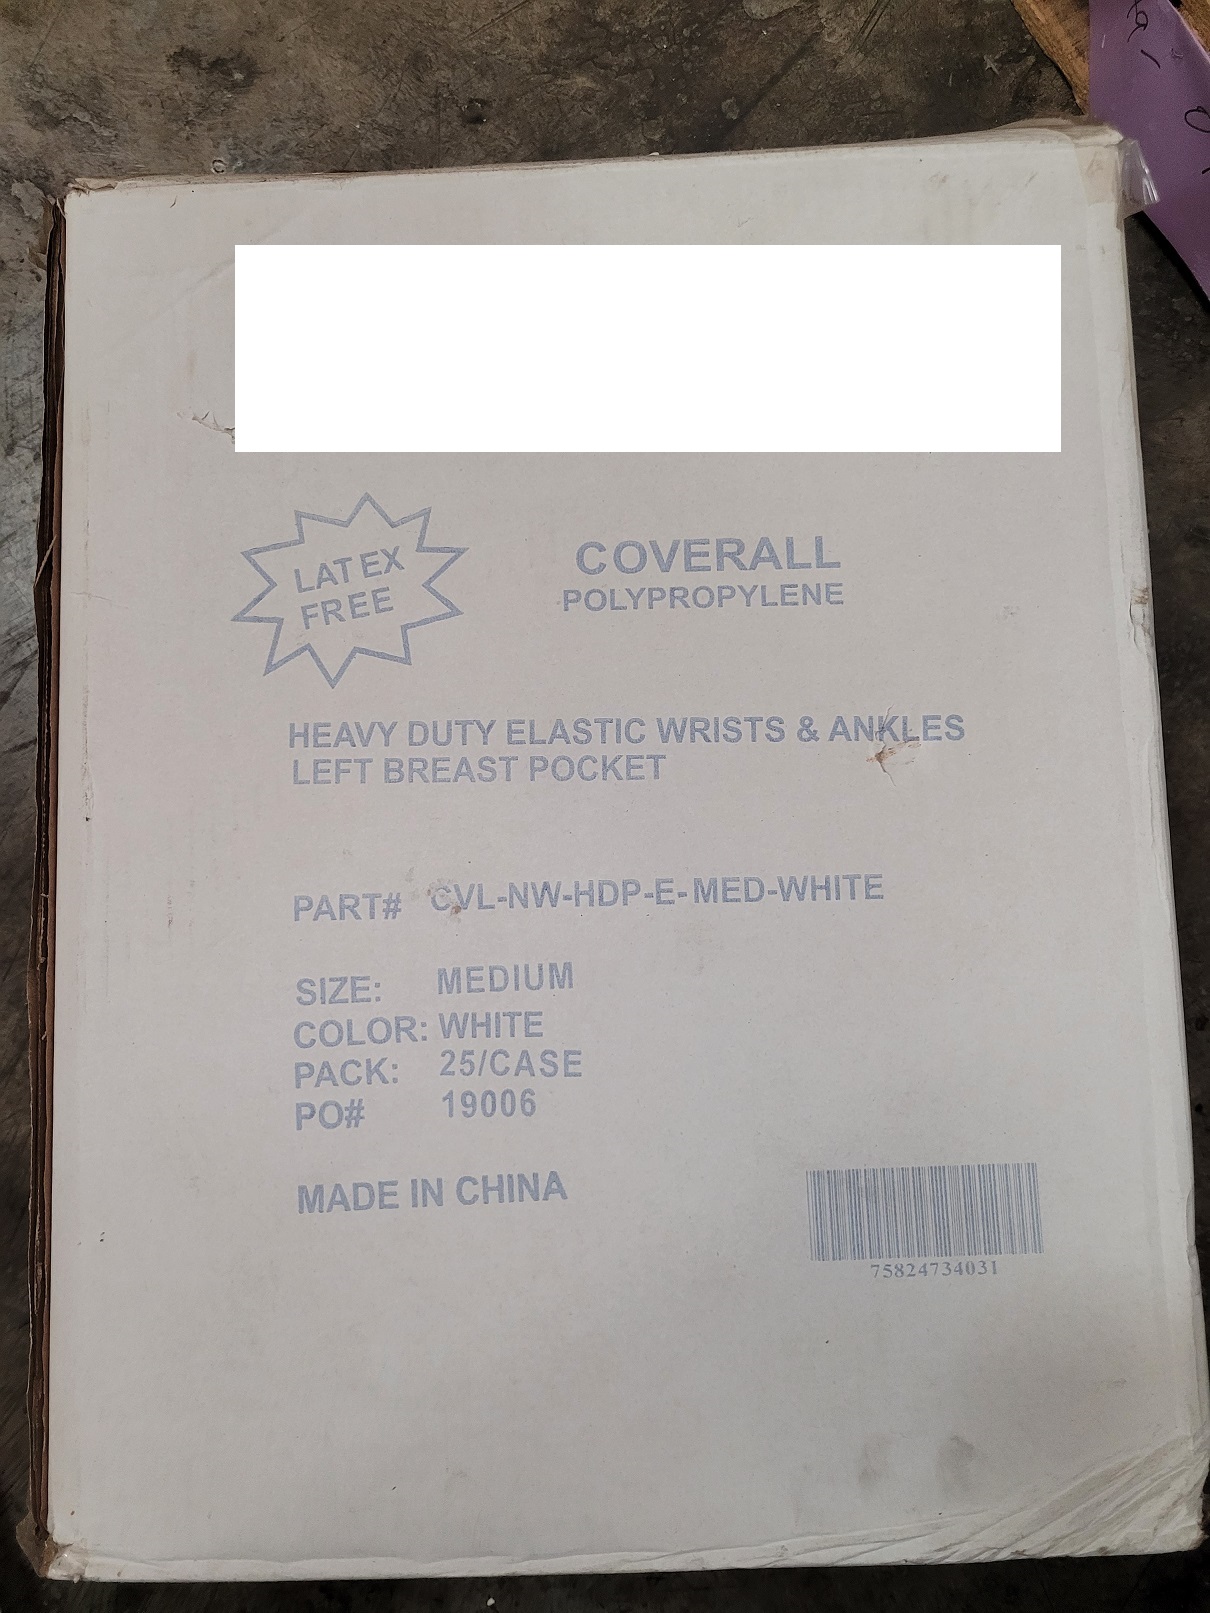 LATEX
FREE
COVERALL
POLYPROPYLENE
HEAVY DUTY ELASTIC WRISTS & ANKLES
LEFT BREAST POCKET
PART# CVL-NW-HDP-E-MED-WHITE
SIZE: MEDIUM
COLOR: WHITE
PACK: 25/CASE
PO# 19006
MADE IN CHINA
75824734031